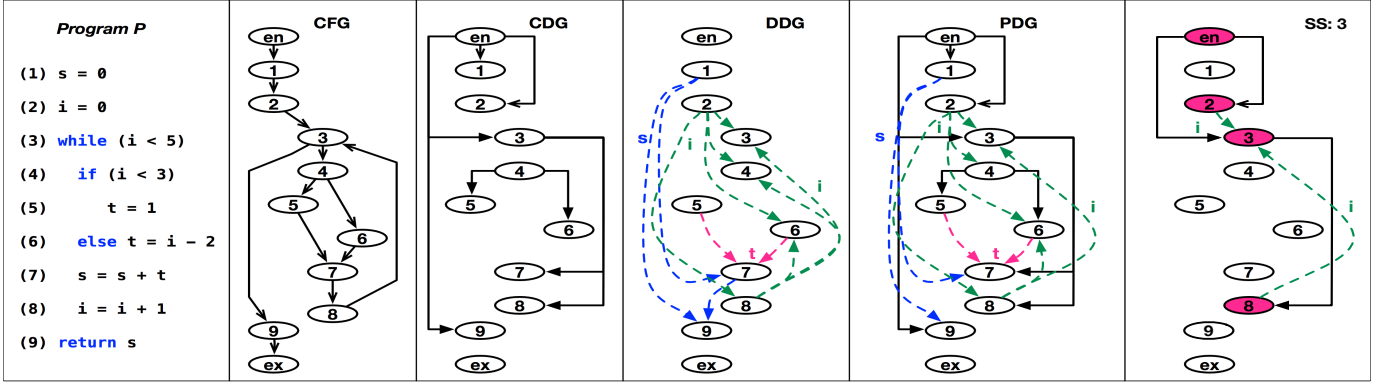 Program P
(1) s = 0
(2) i = 0
(3) while (i < 5)
(4) if (i < 3)
(5) t = 1
(6) else t = i − 2
(7) s = s + t
(8) i = i + 1
(9) return s
CFG
en
1
2
3
4
5
6
7
8
9
ex
CDG
en
1
2
3
4
5
6
7
8
9
ex
DDG
en
1
2
s
3
i
4
i
5
6
t
7
8
9
ex
PDG
en
1
2
s
i
3
4
5
i
6
t
7
8
9
ex
SS: 3
en
1
2
i
3
4
5
i
6
7
8
9
ex